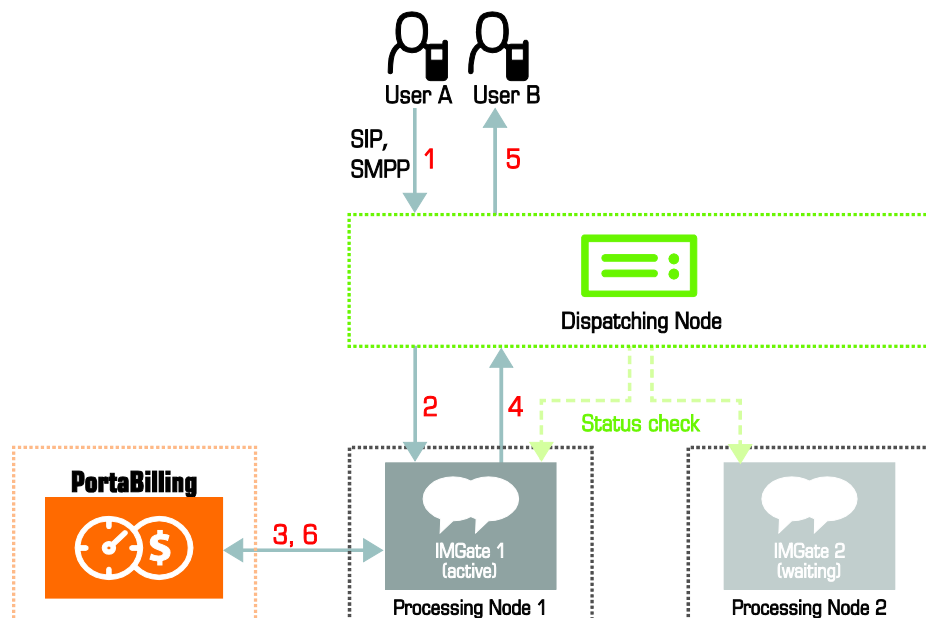 User A
User B
SIP,
SMPP
1
5
Dispatching Node
2
4
Status check
PortaBilling
$
3, 6
IMGate 1
(active)
IMGate 2
(waiting)
Processing Node 1
Processing Node 2